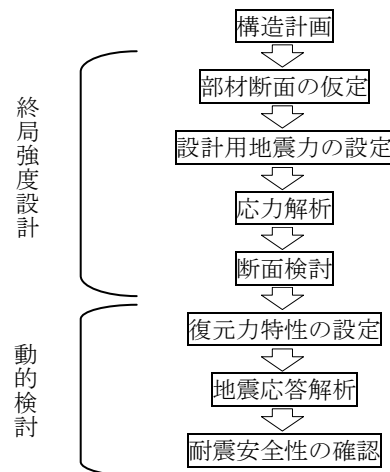 構造計画
部材断面の仮定
設計用地震力の設定
応力解析
断面検討
復元力特性の設定
地震応答解析
耐震安全性の確認
終局強度設計
動的検討